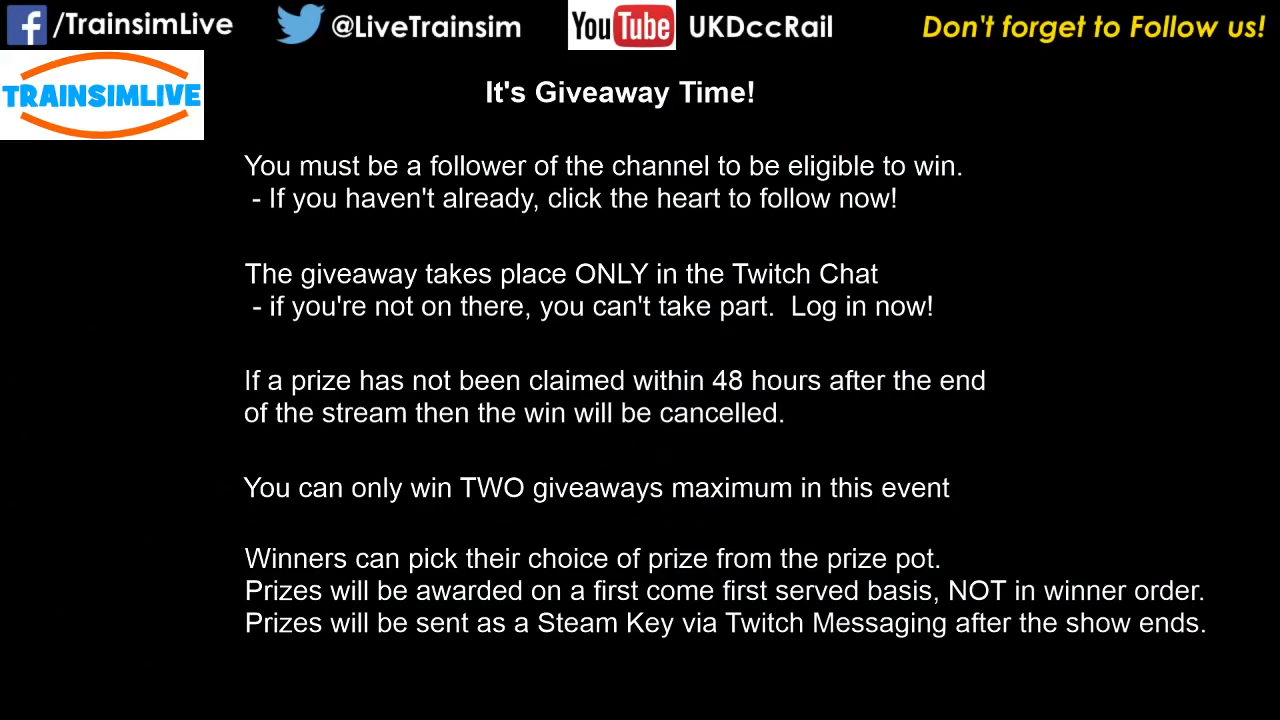 /TrainsimLive @LiveTrainsim YouTube UKDccRail Don't forget to Follow us!
TRAINSIMLIVE
It's Giveaway Time!
You must be a follower of the channel to be eligible to win.
- If you haven't already, click the heart to follow now!
The giveaway takes place ONLY in the Twitch Chat
- if you're not on there, you can't take part.  Log in now!
If a prize has not been claimed within 48 hours after the end
of the stream then the win will be cancelled.
You can only win TWO giveaways maximum in this event
Winners can pick their choice of prize from the prize pot.
Prizes will be awarded on a first come first served basis, NOT in winner order.
Prizes will be sent as a Steam Key via Twitch Messaging after the show ends.